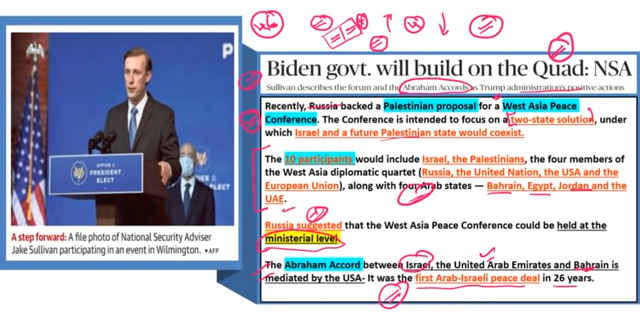 OFFICE OF THE
PRESIDENT
ELECT
A step forward: A file photo of National Security Adviser
Jake Sullivan participating in an event in Wilmington. • AFP
Biden govt. will build on the Quad: NSA
Sullivan describes the forum and the Abraham Accords as Trump administration's positive actions
Recently, Russia backed a Palestinian proposal for a West Asia Peace
Conference. The Conference is intended to focus on a two-state solution, under
which Israel and a future Palestinian state would coexist.
The 10 participants would include Israel, the Palestinians, the four members of
the West Asia diplomatic quartet (Russia, the United Nation, the USA and the
European Union), along with four Arab states — Bahrain, Egypt, Jordan and the
UAE.
Russia suggested that the West Asia Peace Conference could be held at the
ministerial level.
The Abraham Accord between Israel, the United Arab Emirates and Bahrain is
mediated by the USA- It was the first Arab-Israeli peace deal in 26 years.